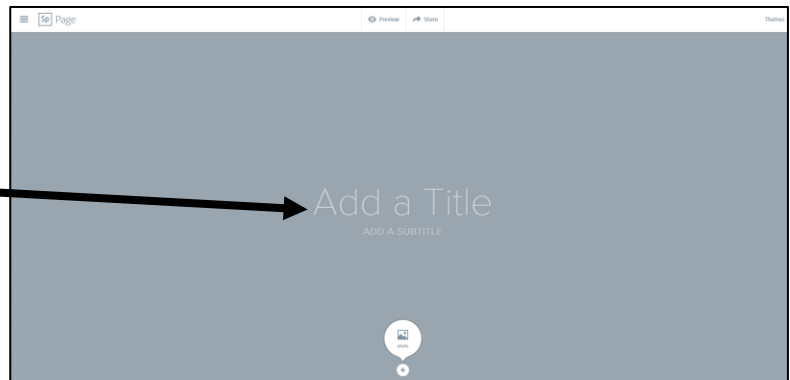 Sp Page Preview Share Themes
Add a Title
ADD A SUBTITLE
photo